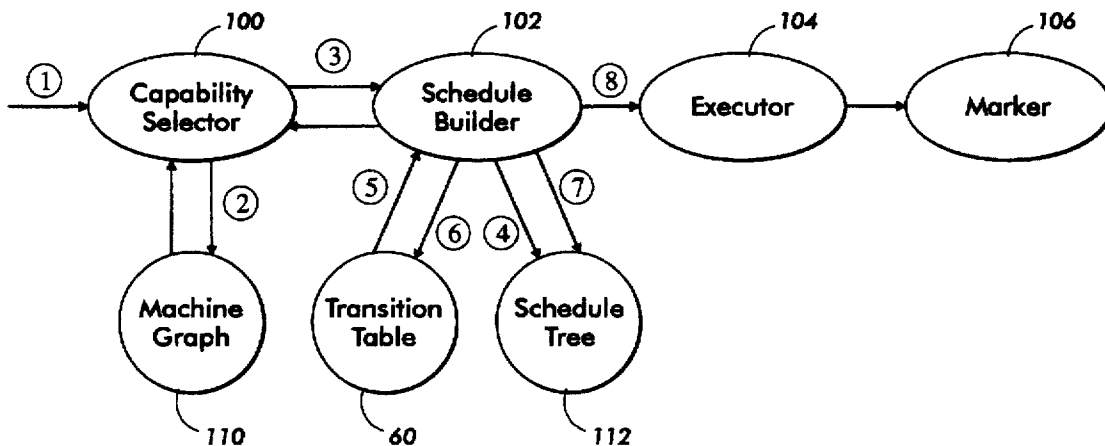 100
102
104
106
1
3
8
Capability
Selector
Schedule
Builder
Executor
Marker
2
5
6
4
7
Machine
Graph
Transition
Table
Schedule
Tree
110
60
112